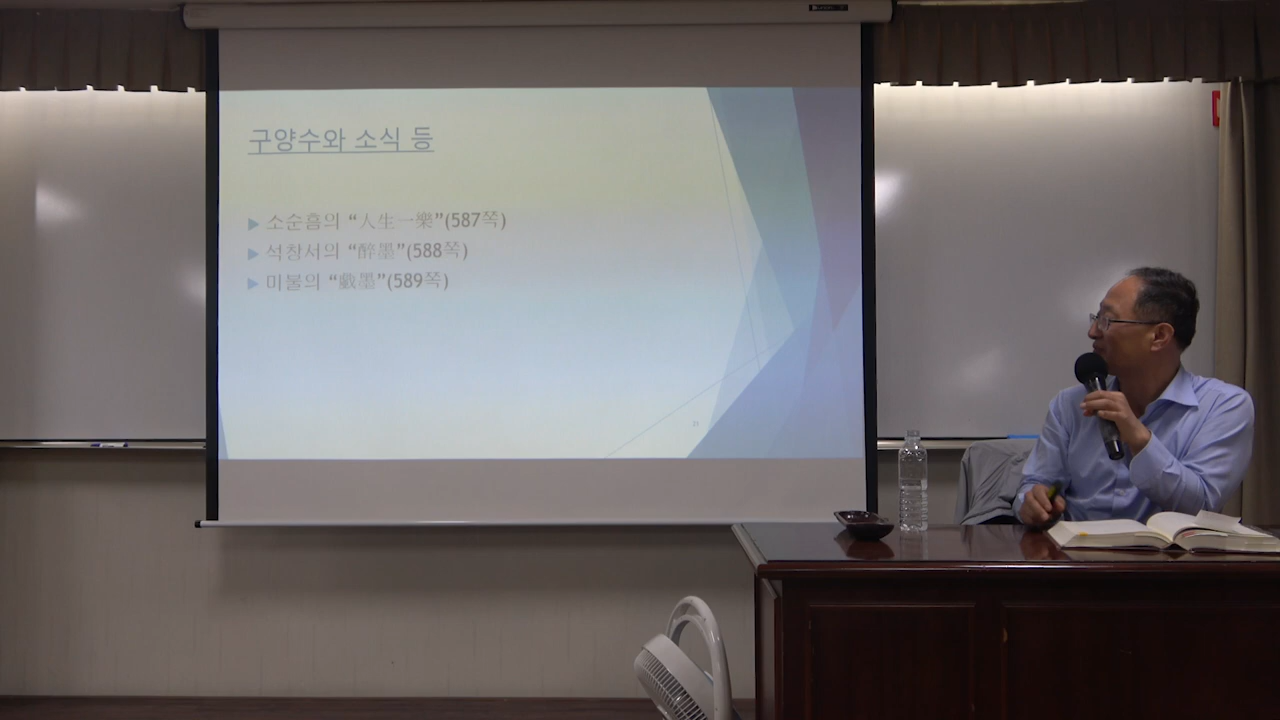 구양수와 소식 등
▶ 소순흠의 “人生一樂”(587쪽)
▶ 석창서의 “醉墨”(588쪽)
▶ 미불의 “戱墨”(589쪽)